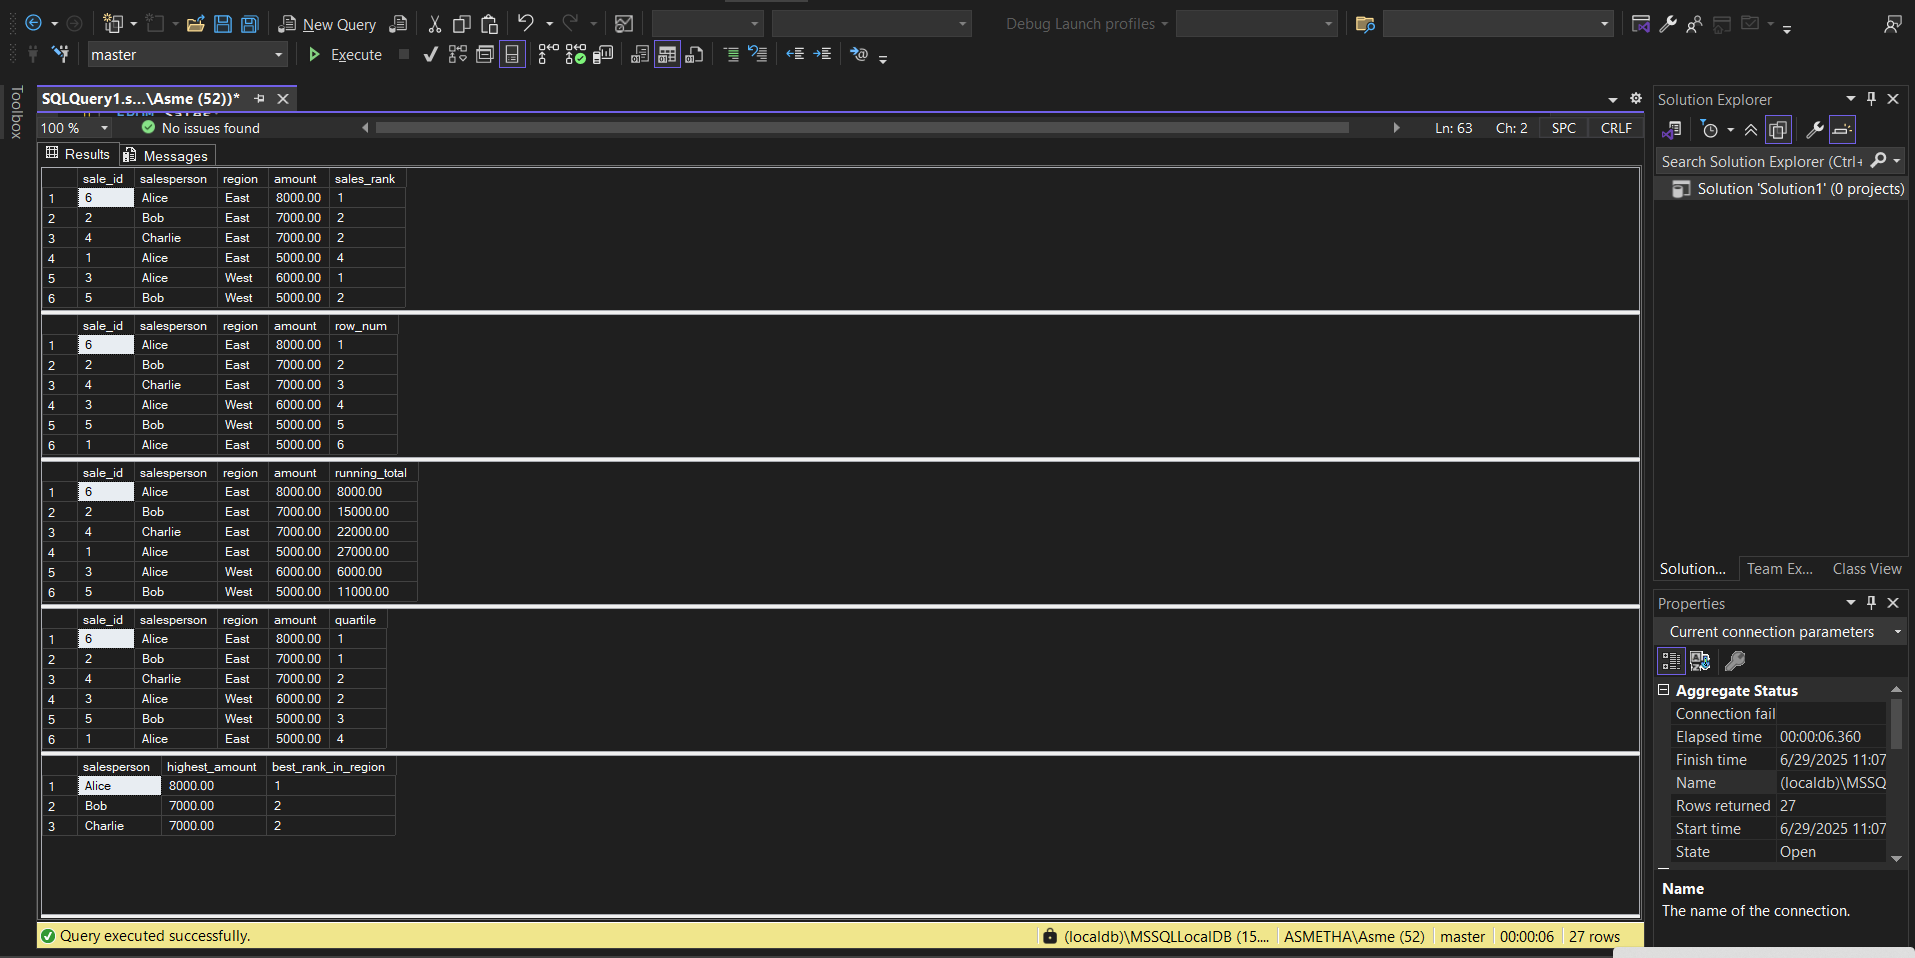 New Query
Debug Launch profiles
master
Execute
Toolbox
SQLQuery1.s...\Asme (52))*
100 %
No issues found
Ln: 63 Ch: 2 SPC CRLF
Results Messages
sale_id salesperson region amount sales_rank
1 6 Alice East 8000.00 1
2 2 Bob East 7000.00 2
3 4 Charlie East 7000.00 2
4 1 Alice East 5000.00 4
5 3 Alice West 6000.00 1
6 5 Bob West 5000.00 2
sale_id salesperson region amount row_num
1 6 Alice East 8000.00 1
2 2 Bob East 7000.00 2
3 4 Charlie East 7000.00 3
4 3 Alice West 6000.00 4
5 5 Bob West 5000.00 5
6 1 Alice East 5000.00 6
sale_id salesperson region amount running_total
1 6 Alice East 8000.00 8000.00
2 2 Bob East 7000.00 15000.00
3 4 Charlie East 7000.00 22000.00
4 1 Alice East 5000.00 27000.00
5 3 Alice West 6000.00 6000.00
6 5 Bob West 5000.00 11000.00
sale_id salesperson region amount quartile
1 6 Alice East 8000.00 1
2 2 Bob East 7000.00 1
3 4 Charlie East 7000.00 2
4 3 Alice West 6000.00 2
5 5 Bob West 5000.00 3
6 1 Alice East 5000.00 4
salesperson highest_amount best_rank_in_region
1 Alice 8000.00 1
2 Bob 7000.00 2
3 Charlie 7000.00 2
Query executed successfully.
(localdb)\MSSQLLocalDB (15.... ASMETHA\Asme (52) master 00:00:06 27 rows
Solution Explorer
Search Solution Explorer (Ctrl+
Solution 'Solution1' (0 projects)
Solution... Team Ex... Class View
Properties
Current connection parameters
Aggregate Status
Connection fail
Elapsed time 00:00:06.360
Finish time 6/29/2025 11:07
Name (localdb)\MSSQ
Rows returned 27
Start time 6/29/2025 11:07
State Open
Name
The name of the connection.